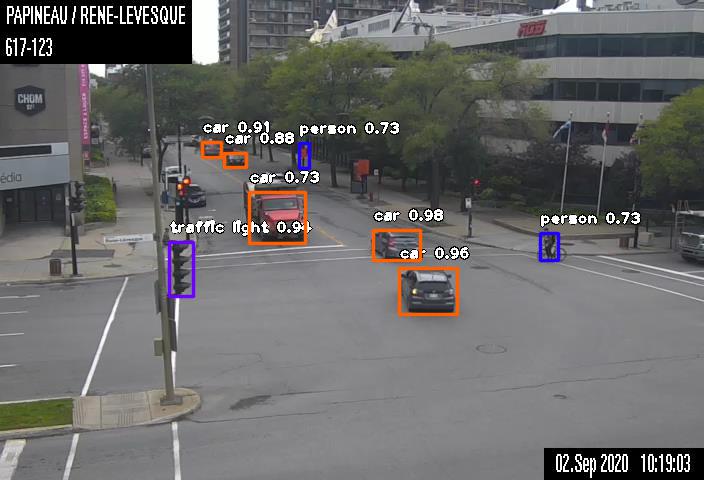 PAPINEAU / RENE-LEVESQUE
617-123
CHOM
car 0.91
car 0.88
person 0.73
car 0.73
édia
traffic light 0.94
car 0.98
person 0.73
car 0.96
02.Sep 2020 10:19:03